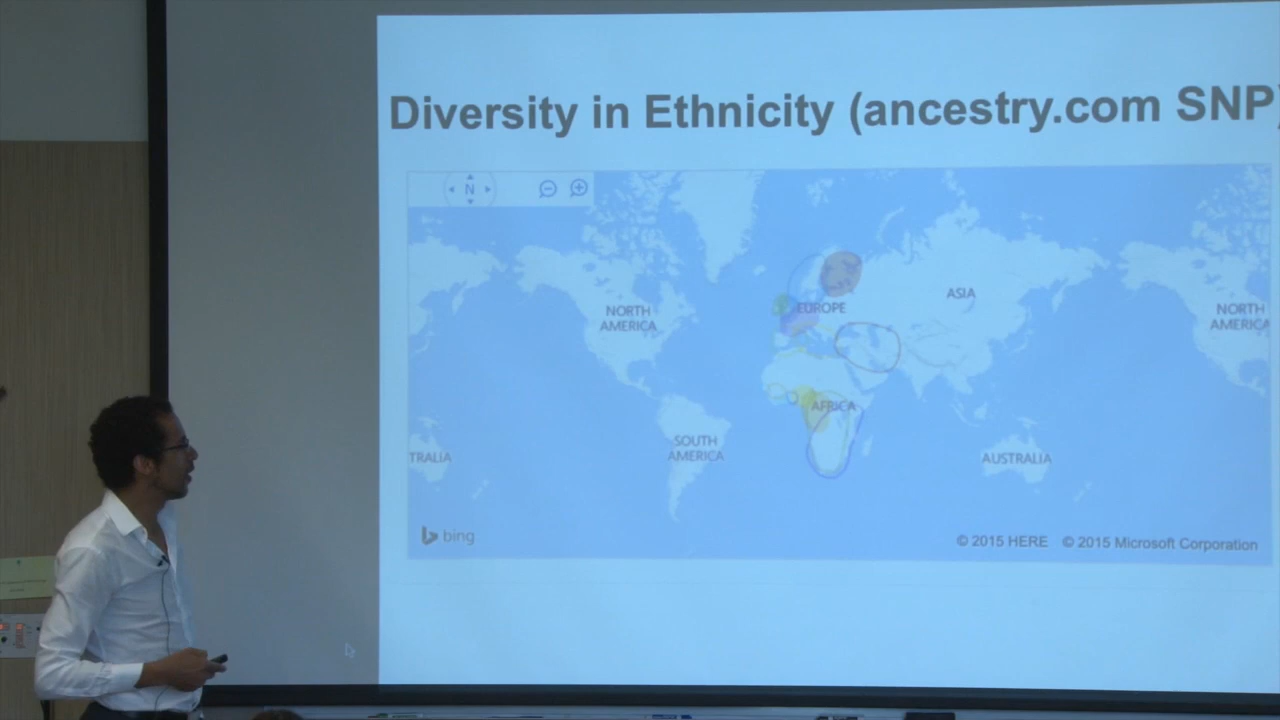 Diversity in Ethnicity (ancestry.com SNP)
N
NORTH
AMERICA
EUROPE
ASIA
NORTH
AMERICA
AFRICA
SOUTH
AMERICA
TRALIA
AUSTRALIA
bing
© 2015 HERE © 2015 Microsoft Corporation